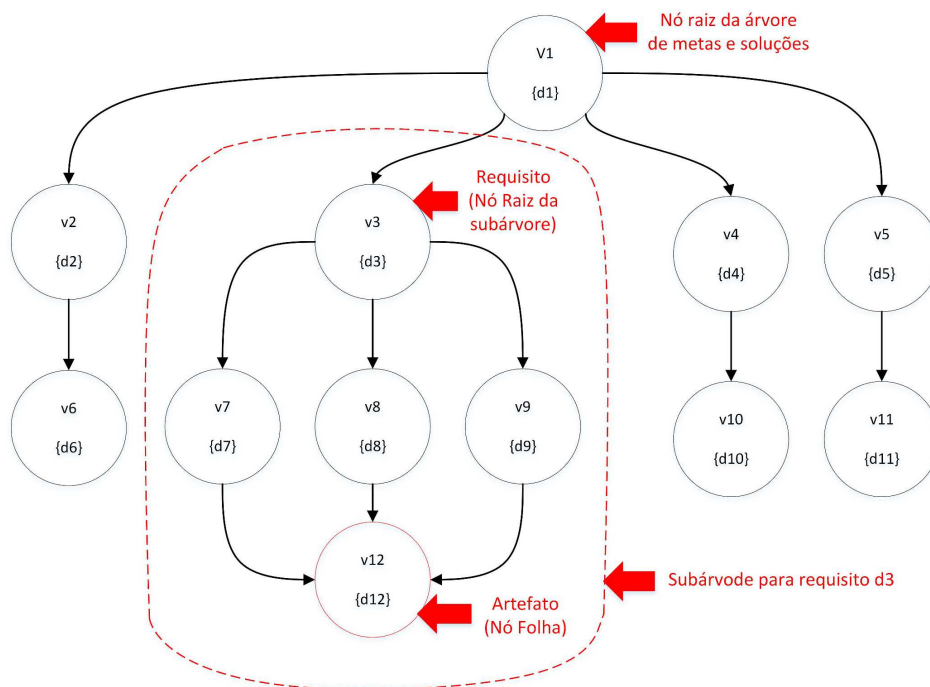 Nó raiz da árvore
de metas e soluções
V1
{d1}
Requisito
(Nó Raiz da
subárvore)
v2
{d2}
v3
{d3}
v4
{d4}
v5
{d5}
v6
{d6}
v7
{d7}
v8
{d8}
v9
{d9}
v10
{d10}
v11
{d11}
v12
{d12}
Subárvode para requisito d3
Artefato
(Nó Folha)